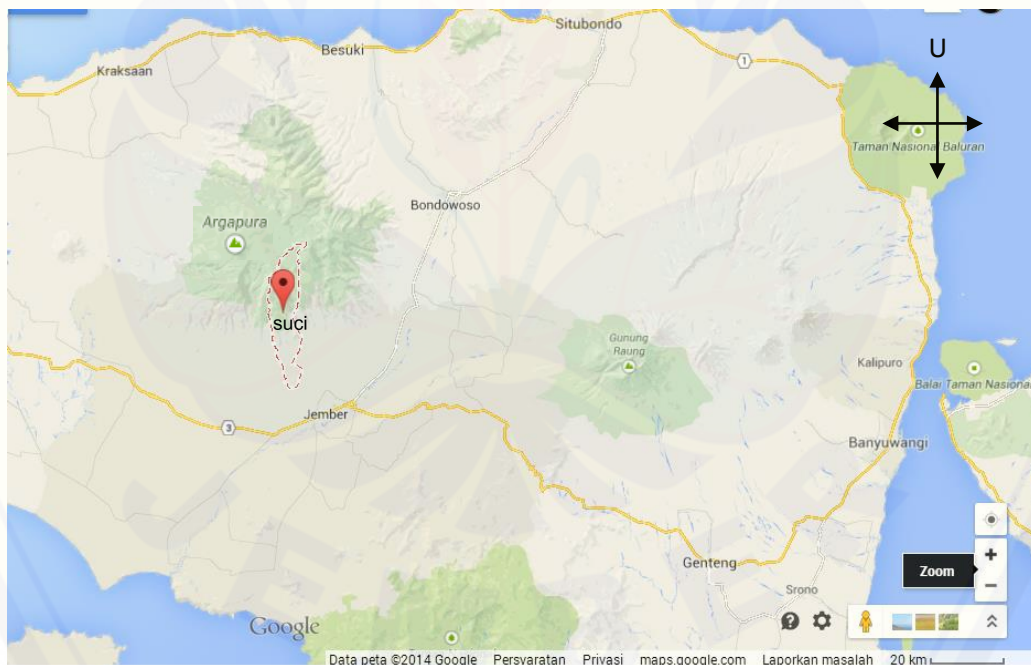 Situbondo
U
Besuki
Kraksaan
1
Taman Nasional Baluran
Bondowoso
Argapura
suci
Gunung
Raung
Kalipuro
Balai Taman Nasional
Jember
3
Banyuwangi
Genteng
Zoom
Srono
Google
Data peta ©2014 Google Persyaratan Privasi maps.google.com Laporkan masalah 20 km